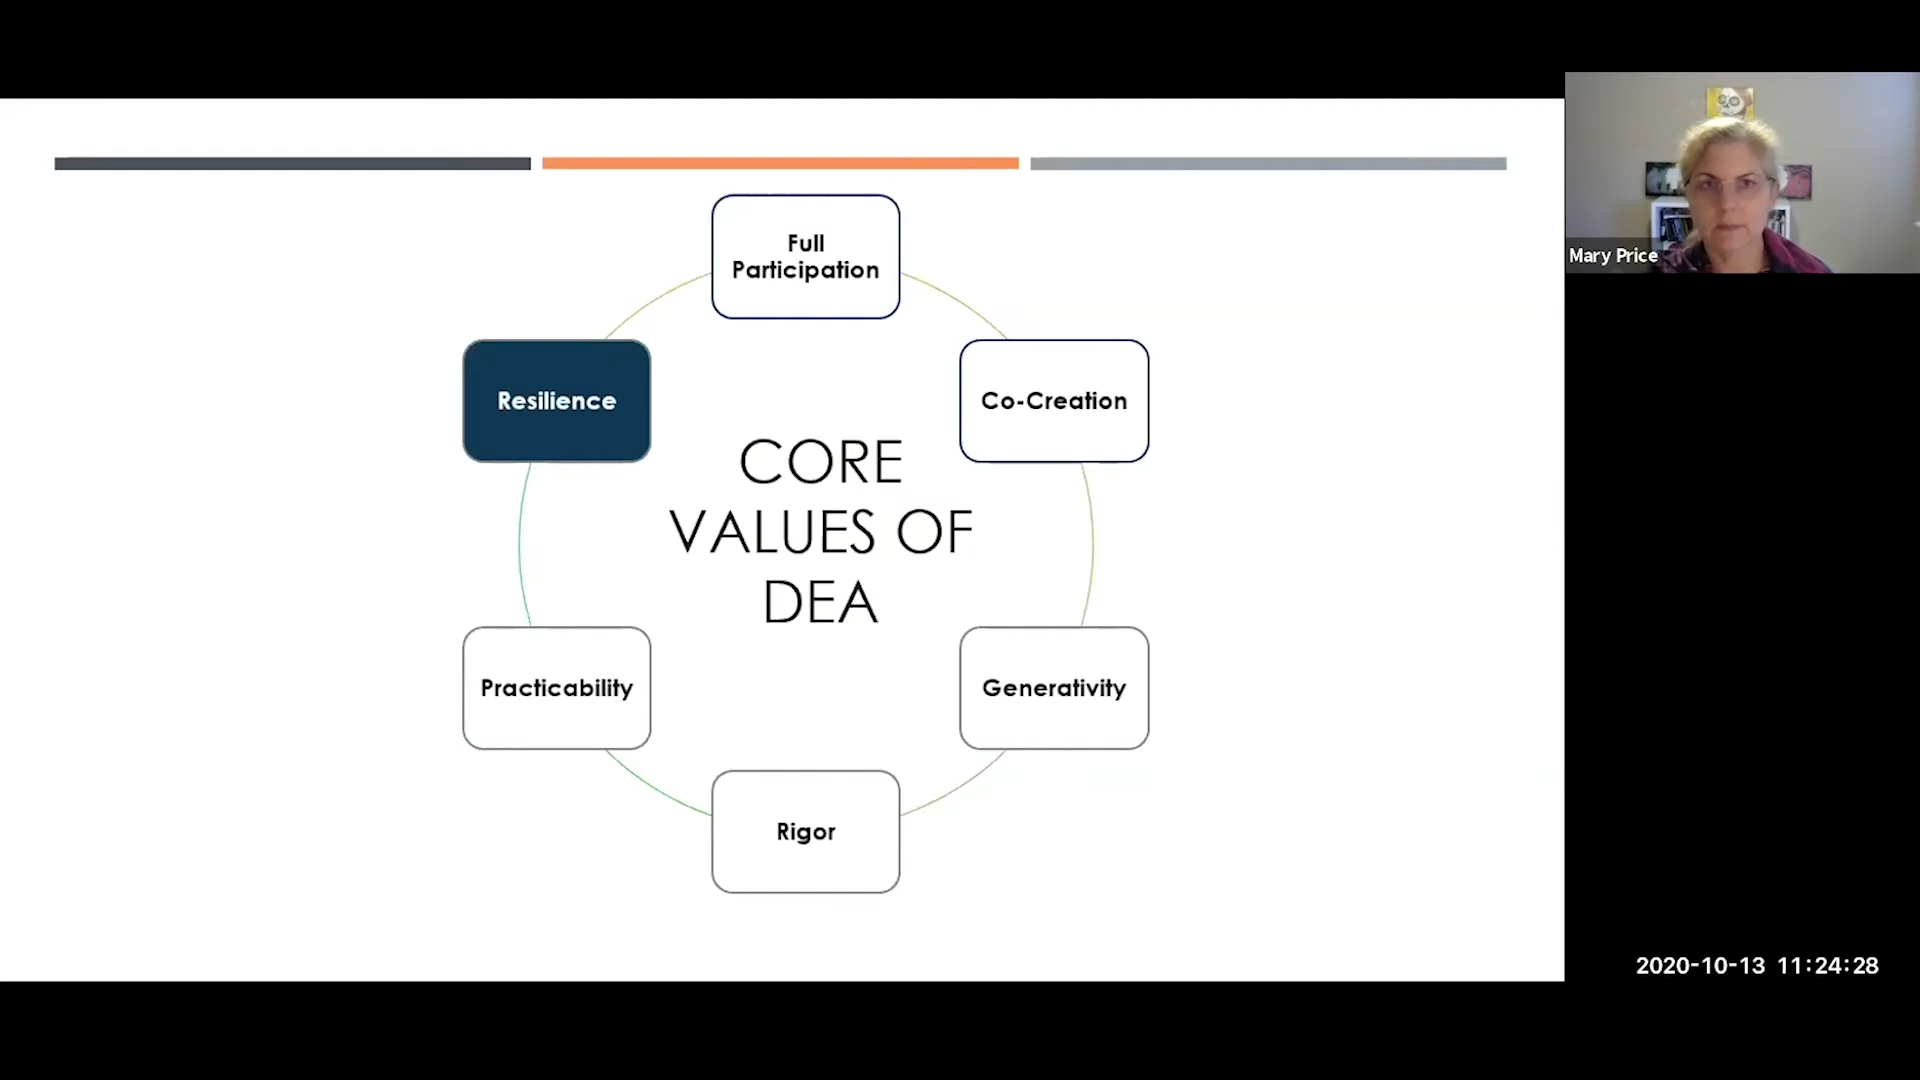 Full
Participation
Resilience
Co-Creation
CORE
VALUES OF
DEA
Practicability
Generativity
Rigor
Mary Price
2020-10-13 11:24:28